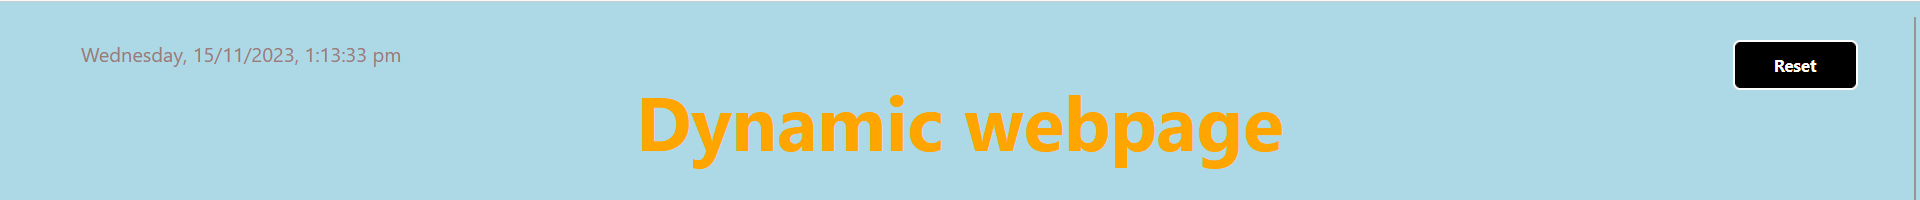 Wednesday, 15/11/2023, 1:13:33 pm
Reset
Dynamic webpage